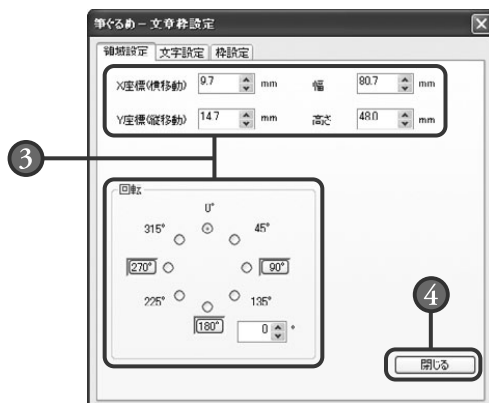 筆ぐるめ－文章枠設定
領域設定 文字設定 枠設定
X座標(横移動) 9.7 mm 幅 80.7 mm
Y座標(縦移動) 14.7 mm 高さ 48.0 mm
3
回転
0°
315° 45°
270° 90°
225° 135°
180° 0 °
4
閉じる